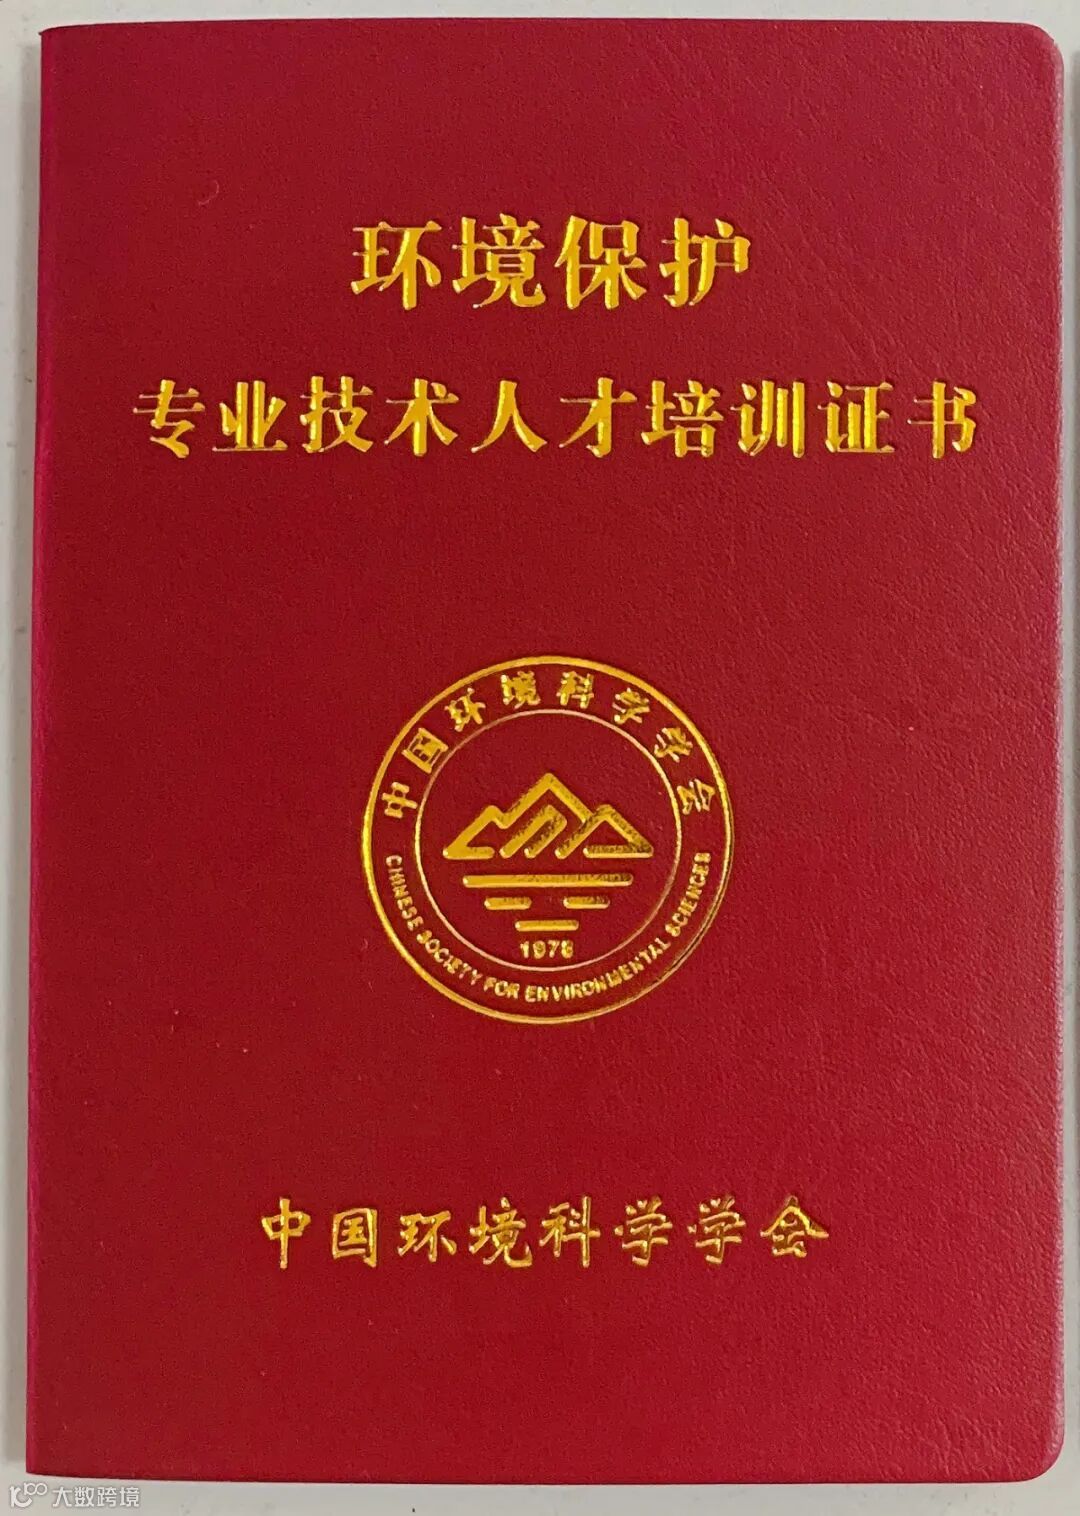 环境保护
专业技术人才培训证书
中国环境科学学会
CHINESE SOCIETY FOR ENVIRONMENTAL SCIENCES
1978
中国环境科学学会
大数跨境